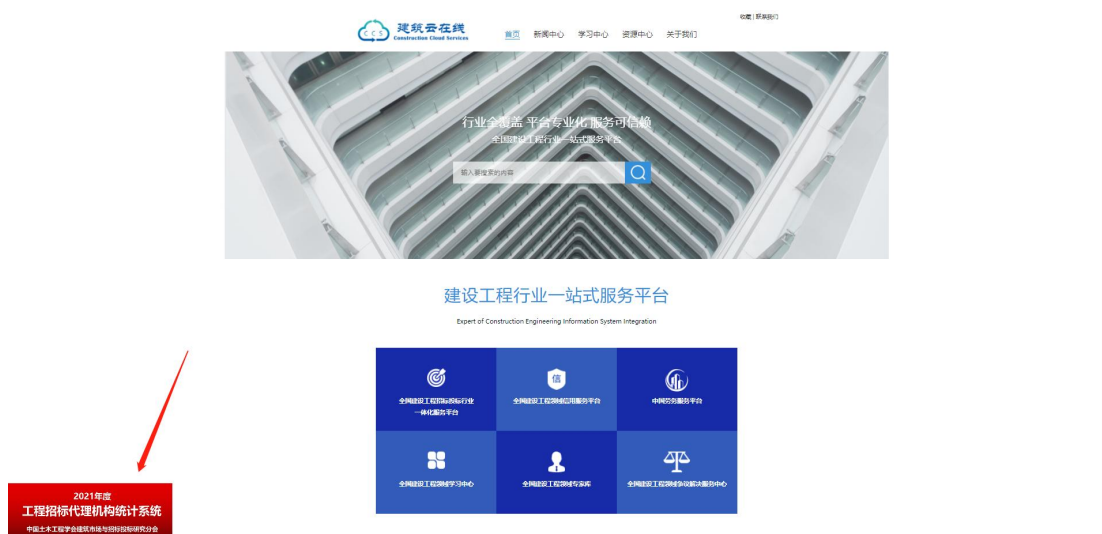 收藏 | 联系我们
CCS
建筑云在线
Construction Cloud Services
首页 新闻中心 学习中心 资源中心 关于我们
行业全覆盖 平台专业化 服务可信赖
全国建设工程行业一站式服务平台
输入要搜索的内容
建设工程行业一站式服务平台
Expert of Construction Engineering Information System Integration
全国建设工程招标投标行业
一体化服务平台
信
全国建设工程领域信用服务平台
中国劳务服务平台
全国建设工程领域学习中心
全国建设工程领域专家库
全国建设工程领域争议解决服务中心
2021年度
工程招标代理机构统计系统
中国土木工程学会建筑市场与招标投标研究分会